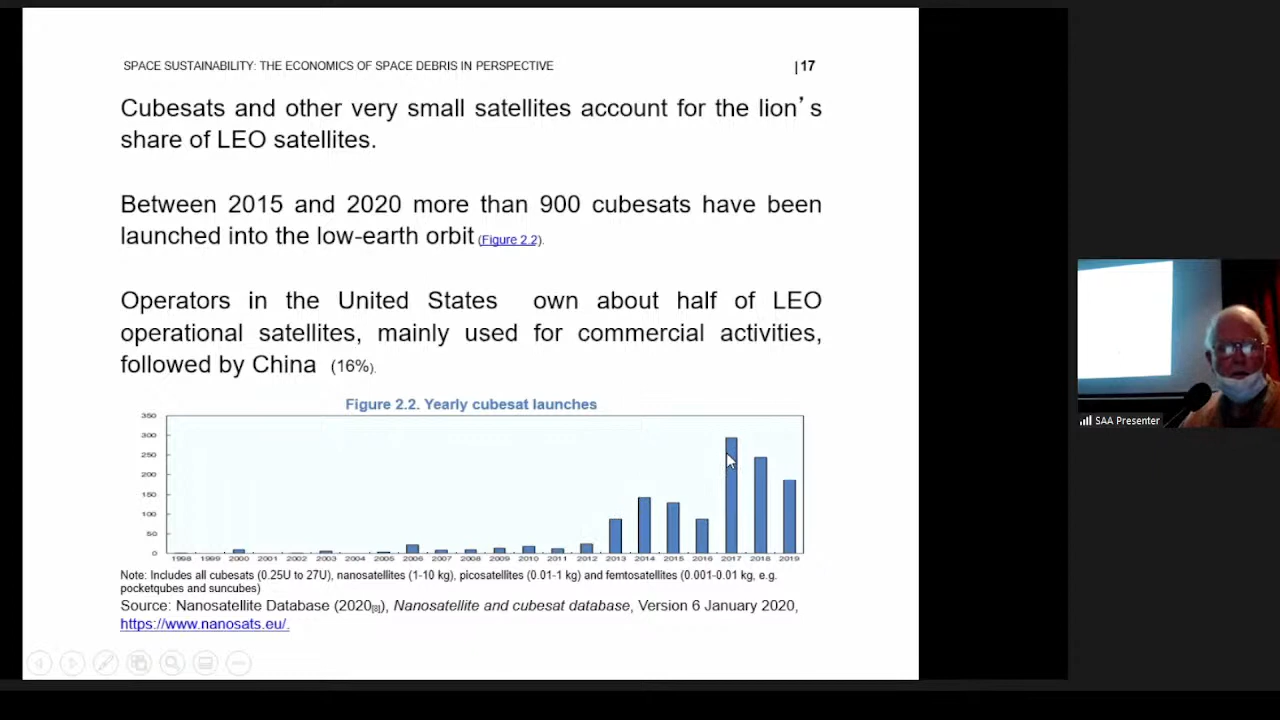 SPACE SUSTAINABILITY: THE ECONOMICS OF SPACE DEBRIS IN PERSPECTIVE | 17
Cubesats and other very small satellites account for the lion’s
share of LEO satellites.
Between 2015 and 2020 more than 900 cubesats have been
launched into the low-earth orbit (Figure 2.2).
Operators in the United States own about half of LEO
operational satellites, mainly used for commercial activities,
followed by China (16%).
Figure 2.2. Yearly cubesat launches
350
300
250
200
150
100
50
0
1998 1999 2000 2001 2002 2003 2004 2005 2006 2007 2008 2009 2010 2011 2012 2013 2014 2015 2016 2017 2018 2019
Note: Includes all cubesats (0.25U to 27U), nanosatellites (1-10 kg), picosatellites (0.01-1 kg) and femtosatellites (0.001-0.01 kg, e.g.
pocketqubes and suncubes)
Source: Nanosatellite Database (2020[8]), Nanosatellite and cubesat database, Version 6 January 2020,
https://www.nanosats.eu/.
SAA Presenter